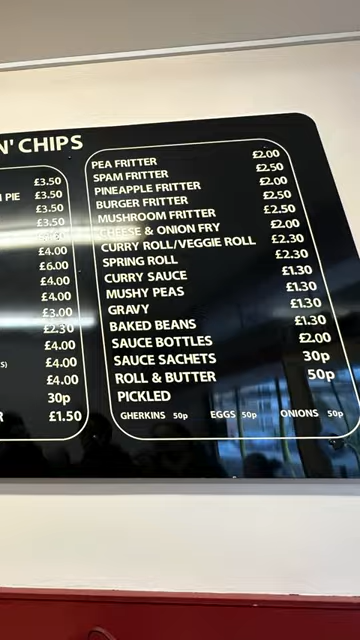 N' CHIPS
£3.50
PIE £3.50
£3.50
£3.50
£4.00
£6.00
£4.00
£4.00
£3.00
£2.30
£4.00
S) £4.00
£4.00
30p
R £1.50
PEA FRITTER £2.00
SPAM FRITTER £2.50
PINEAPPLE FRITTER £2.00
BURGER FRITTER £2.50
MUSHROOM FRITTER £2.50
CHEESE & ONION FRY £2.00
CURRY ROLL/VEGGIE ROLL £2.30
SPRING ROLL £2.30
CURRY SAUCE £1.30
MUSHY PEAS £1.30
GRAVY £1.30
BAKED BEANS £1.30
SAUCE BOTTLES £2.00
SAUCE SACHETS 30p
ROLL & BUTTER 50p
PICKLED
GHERKINS 50p EGGS 50p ONIONS 50p